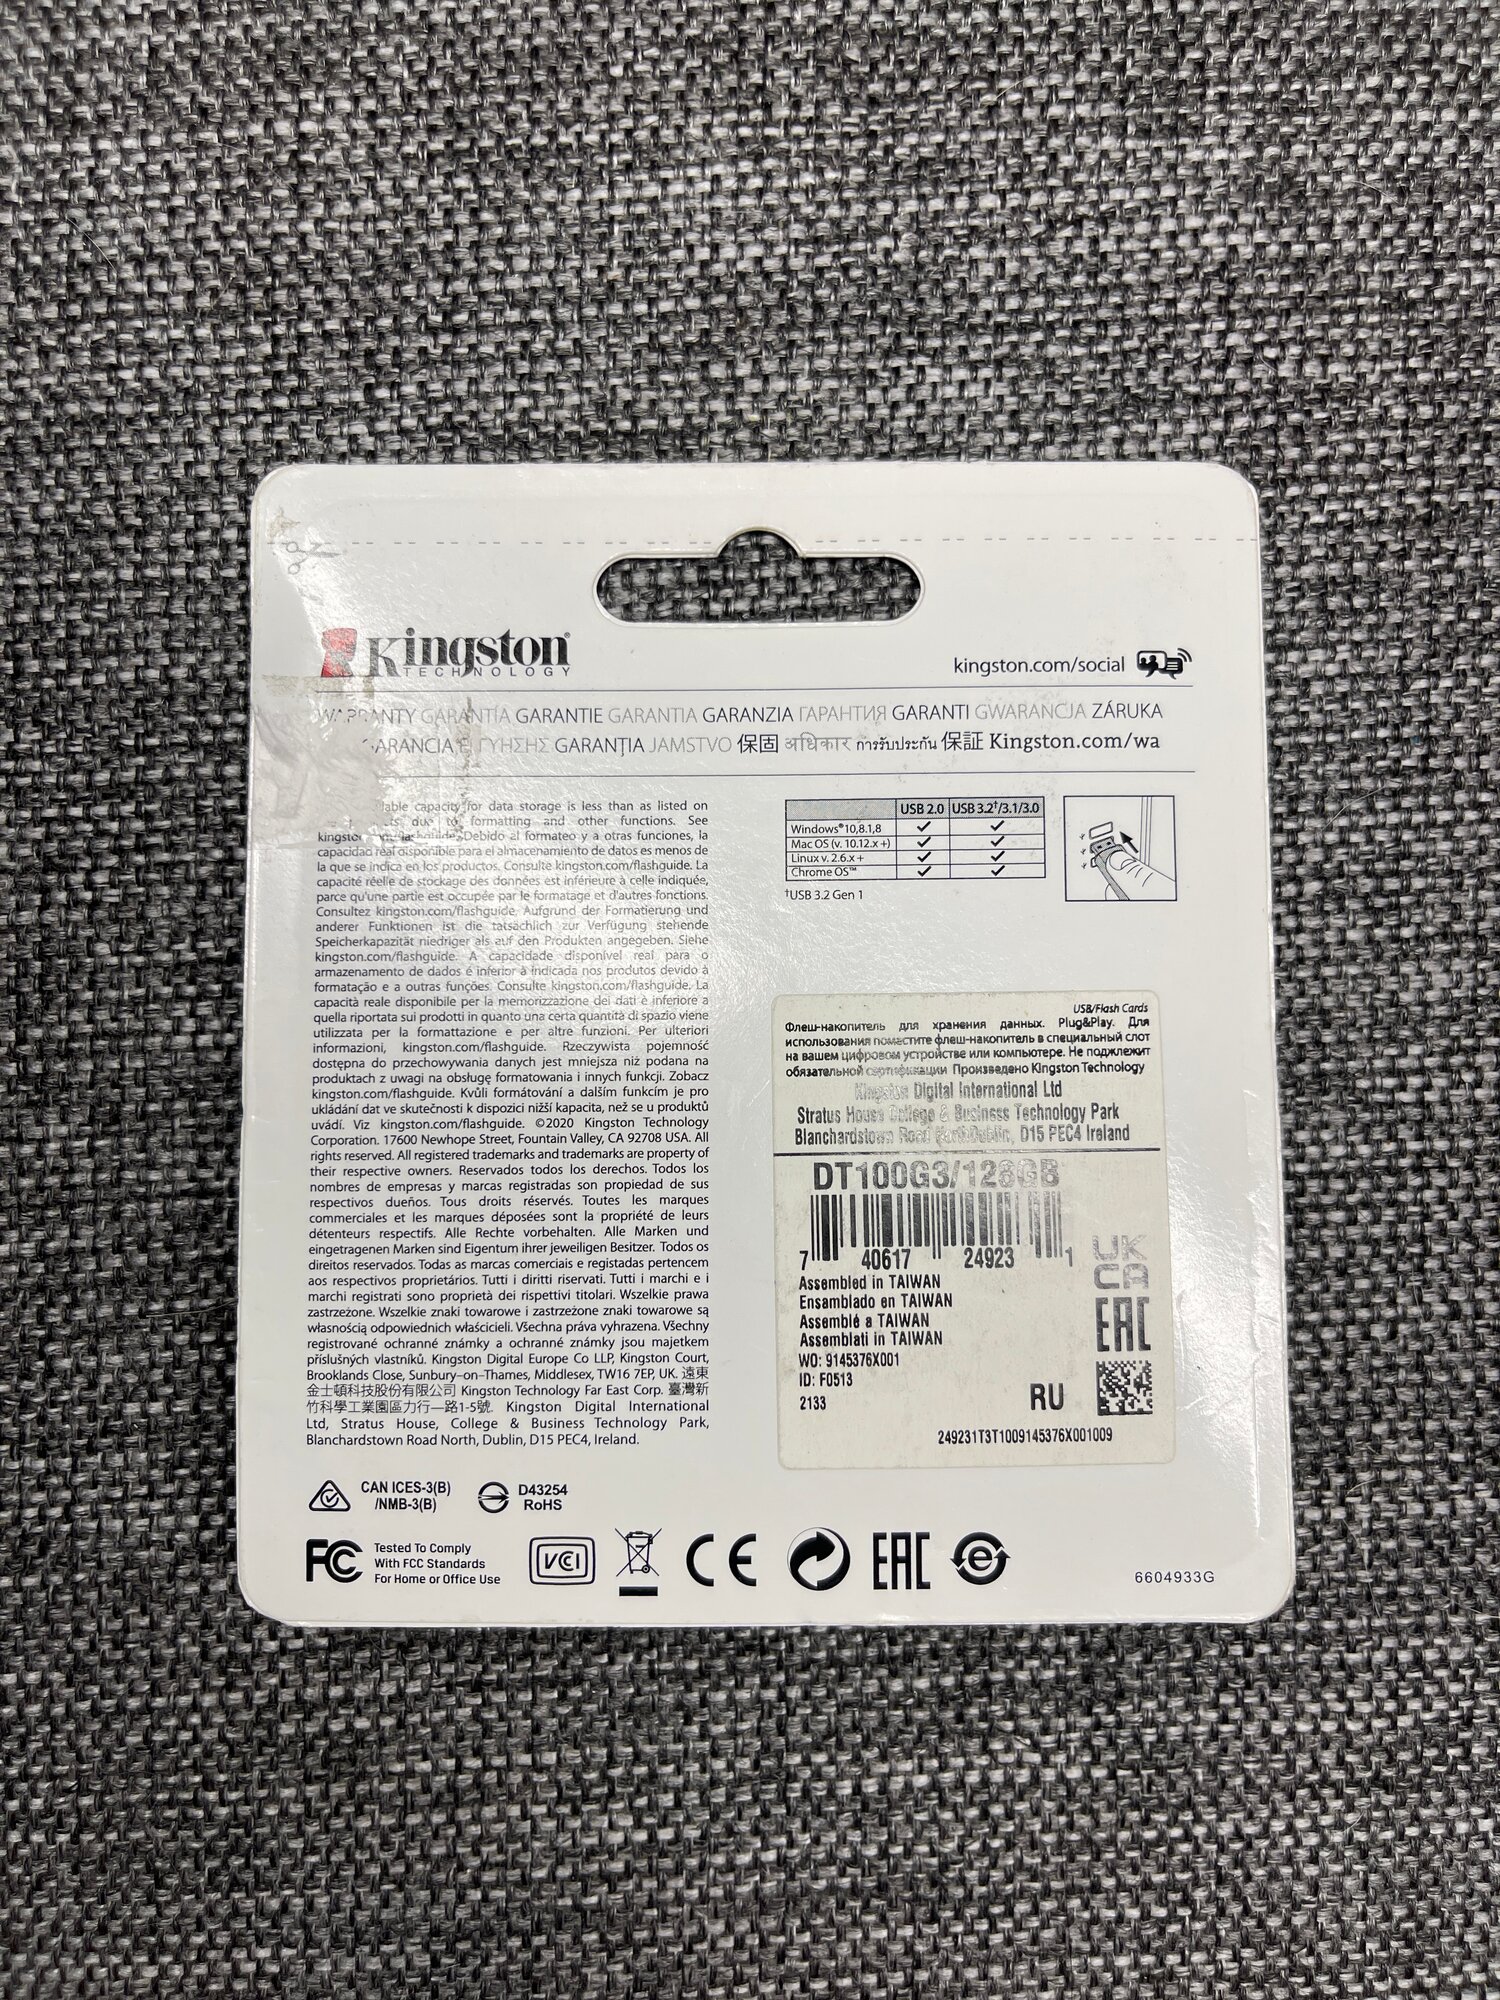 Kingston
TECHNOLOGY
kingston.com/social
WARRANTY GARANTÍA GARANTIE GARANTIA GARANZIA ГАРАНТИЯ GARANTI GWARANCJA ZÁRUKA
GARANȚIA JAMSTVO 保固 अधिकार การรับประกัน 保証 Kingston.com/wa
capacity for data storage is less than as listed on
due to formatting and other functions. See
Debido al formateo y a otras funciones, la
capacidad real disponible para el almacenamiento de datos es menos de
la que se indica en los productos. Consulte kingston.com/flashguide. La
capacité réelle de stockage des données est inférieure à celle indiquée,
parce qu'une partie est occupée par le formatage et d'autres fonctions.
Consultez kingston.com/flashguide. Aufgrund der Formatierung und
anderer Funktionen ist die tatsächlich zur Verfügung stehende
Speicherkapazität niedriger als auf den Produkten angegeben. Siehe
kingston.com/flashguide. A capacidade disponível real para o
armazenamento de dados é inferior à indicada nos produtos devido à
formatação e a outras funções. Consulte kingston.com/flashguide. La
capacità reale disponibile per la memorizzazione dei dati è inferiore a
quella riportata sui prodotti in quanto una certa quantità di spazio viene
utilizzata per la formattazione e per altre funzioni. Per ulteriori
informazioni, kingston.com/flashguide. Rzeczywista pojemność
dostępna do przechowywania danych jest mniejsza niż podana na
produktach z uwagi na obsługę formatowania i innych funkcji. Zobacz
kingston.com/flashguide. Kvůli formátování a dalším funkcím je pro
ukládání dat ve skutečnosti k dispozici nižší kapacita, než se u produktů
uvádí. Viz kingston.com/flashguide. ©2020 Kingston Technology
Corporation. 17600 Newhope Street, Fountain Valley, CA 92708 USA. All
rights reserved. All registered trademarks and trademarks are property of
their respective owners. Reservados todos los derechos. Todos los
nombres de empresas y marcas registradas son propiedad de sus
respectivos dueños. Tous droits réservés. Toutes les marques
commerciales et les marques déposées sont la propriété de leurs
détenteurs respectifs. Alle Rechte vorbehalten. Alle Marken und
eingetragenen Marken sind Eigentum ihrer jeweiligen Besitzer. Todos os
direitos reservados. Todas as marcas comerciais e registadas pertencem
aos respectivos proprietários. Tutti i diritti riservati. Tutti i marchi e i
marchi registrati sono proprietà dei rispettivi titolari. Wszelkie prawa
zastrzeżone. Wszelkie znaki towarowe i zastrzeżone znaki towarowe są
własnością odpowiednich właścicieli. Všechna práva vyhrazena. Všechny
registrované ochranné známky a ochranné známky jsou majetkem
příslušných vlastníků. Kingston Digital Europe Co LLP, Kingston Court,
Brooklands Close, Sunbury-on-Thames, Middlesex, TW16 7EP, UK. 遠東
金士頓科技股份有限公司 Kingston Technology Far East Corp. 臺灣新
竹科學工業園區力行一路1-5號. Kingston Digital International
Ltd, Stratus House, College & Business Technology Park,
Blanchardstown Road North, Dublin, D15 PEC4, Ireland.
USB 2.0 USB 3.2†/3.1/3.0
Windows® 10,8.1,8 ✓ ✓
Mac OS (v. 10.12.x +) ✓ ✓
Linux v. 2.6.x + ✓ ✓
Chrome OS™ ✓ ✓
†USB 3.2 Gen 1
USB/Flash Cards
Флеш-накопитель для хранения данных. Plug&Play. Для
использования поместите флеш-накопитель в специальный слот
на вашем цифровом устройстве или компьютере. Не подлежит
обязательной сертификации Произведено Kingston Technology
Kingston Digital International Ltd
Stratus House College & Business Technology Park
Blanchardstown Road North Dublin, D15 PEC4 Ireland
DT100G3/128GB
7 40617 24923 1
Assembled in TAIWAN
Ensamblado en TAIWAN
Assemblé a TAIWAN
Assemblati in TAIWAN
WO: 9145376X001
ID: F0513
2133
UK
CA
EAC
RU
249231T3T1009145376X001009
CAN ICES-3(B)
/NMB-3(B)
D43254
RoHS
FC
Tested To Comply
With FCC Standards
For Home or Office Use
VCI
CE
EAC
6604933G